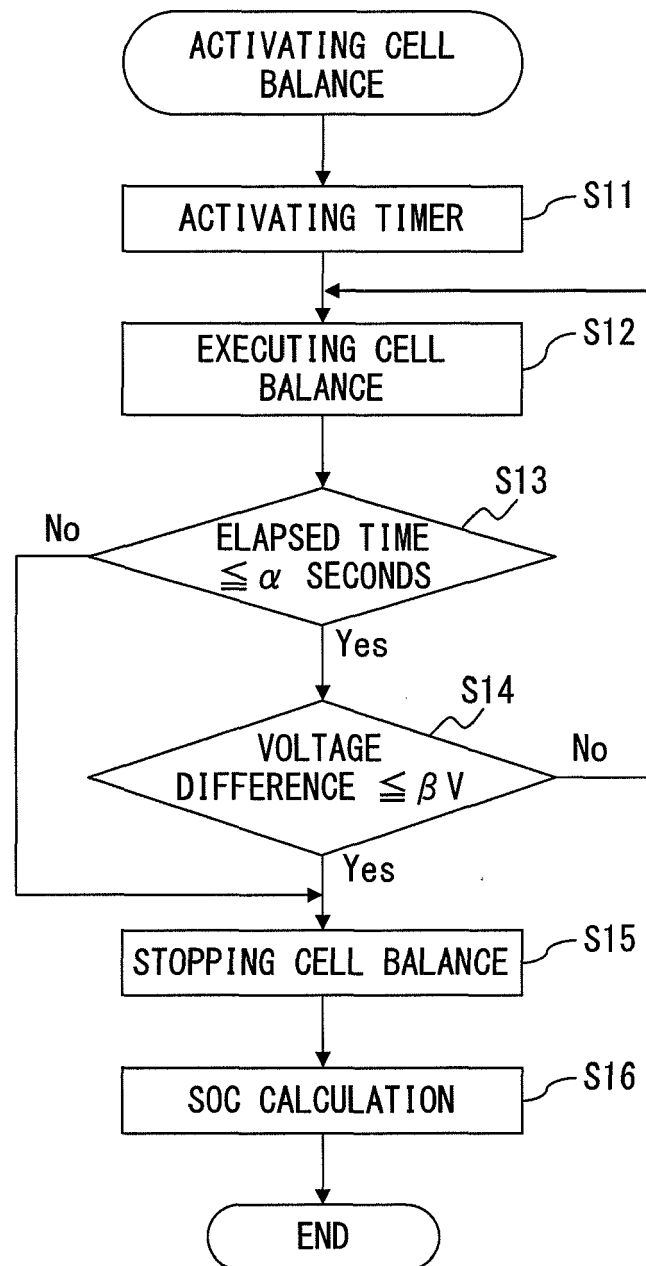 ACTIVATING CELL
BALANCE
S11
ACTIVATING TIMER
S12
EXECUTING CELL
BALANCE
S13
No
ELAPSED TIME
≦ α SECONDS
Yes
S14
VOLTAGE
DIFFERENCE ≦ β V
No
Yes
S15
STOPPING CELL BALANCE
S16
SOC CALCULATION
END